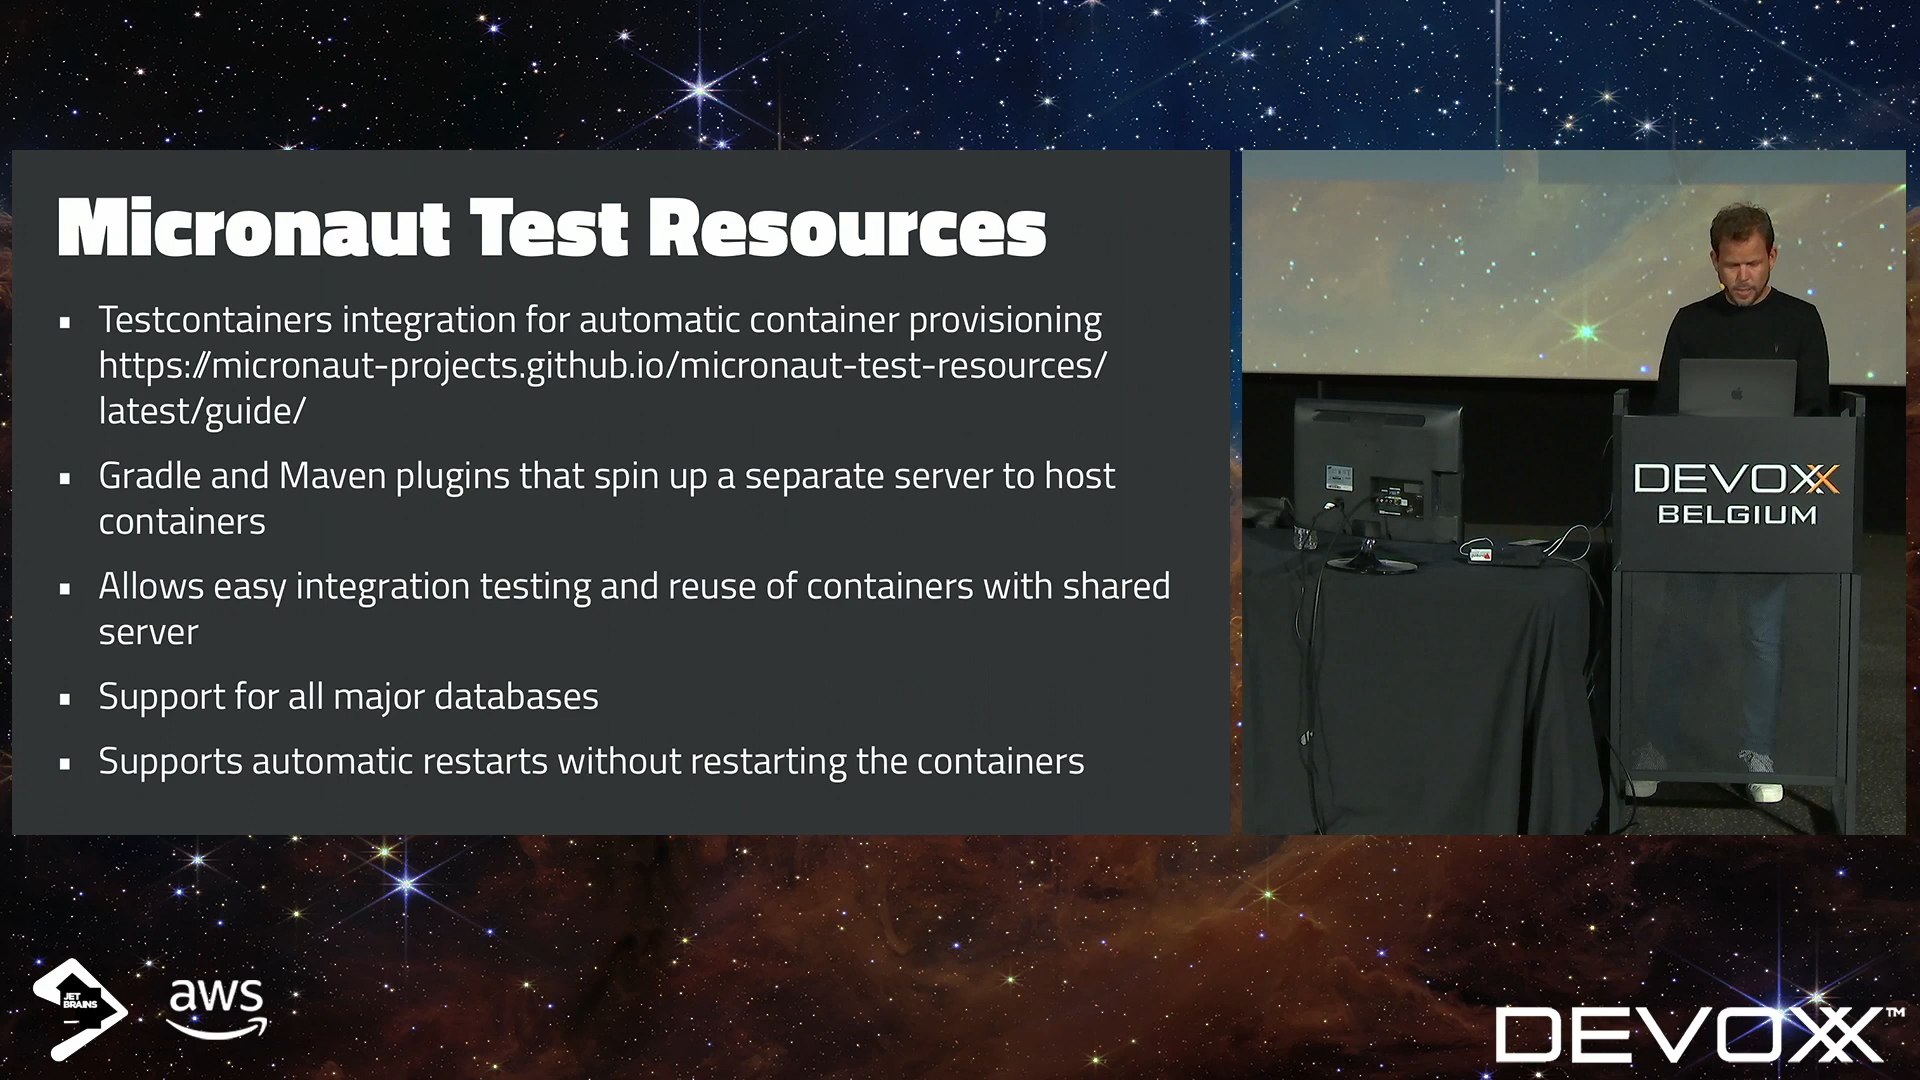 Micronaut Test Resources
▪ Testcontainers integration for automatic container provisioning
https://micronaut-projects.github.io/micronaut-test-resources/
latest/guide/
▪ Gradle and Maven plugins that spin up a separate server to host
containers
▪ Allows easy integration testing and reuse of containers with shared
server
▪ Support for all major databases
▪ Supports automatic restarts without restarting the containers
DEVOXX
BELGIUM
JET
BRAINS
aws
DEVOXX™